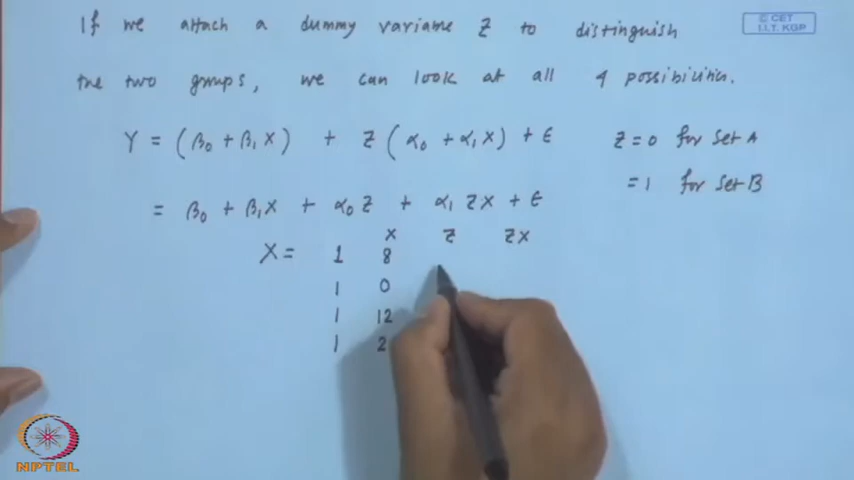 If we attach a dummy variame Z to distinguish
© CET
I.I.T. KGP
the two groups, we can look at all 4 possibilities.
Y = (β₀ + β₁X) + Z(α₀ + α₁X) + ε
Z = 0 for set A
= β₀ + β₁X + α₀Z + α₁ZX + ε
= 1 for set B
X Z ZX
X = 1 8
1 0
1 12
1 2
NPTEL